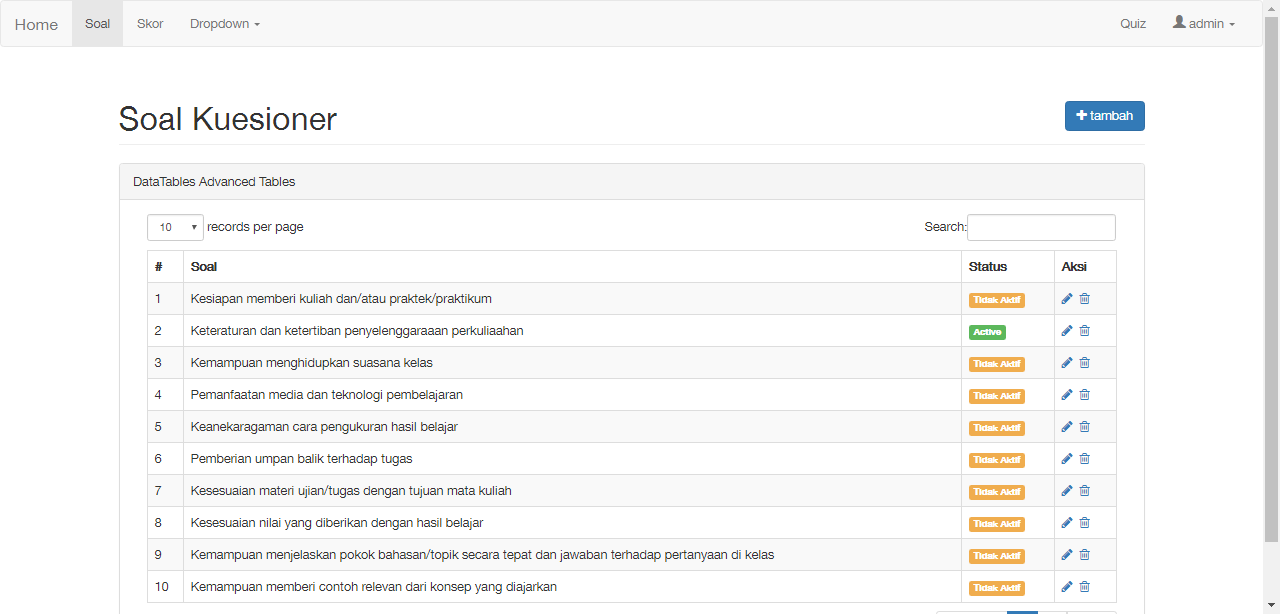 Home Soal Skor Dropdown Quiz admin
Soal Kuesioner
tambah
DataTables Advanced Tables
10 records per page Search:
# Soal Status Aksi
1 Kesiapan memberi kuliah dan/atau praktek/praktikum Tidak Aktif
2 Keteraturan dan ketertiban penyelenggaraaan perkuliaahan Active
3 Kemampuan menghidupkan suasana kelas Tidak Aktif
4 Pemanfaatan media dan teknologi pembelajaran Tidak Aktif
5 Keanekaragaman cara pengukuran hasil belajar Tidak Aktif
6 Pemberian umpan balik terhadap tugas Tidak Aktif
7 Kesesuaian materi ujian/tugas dengan tujuan mata kuliah Tidak Aktif
8 Kesesuaian nilai yang diberikan dengan hasil belajar Tidak Aktif
9 Kemampuan menjelaskan pokok bahasan/topik secara tepat dan jawaban terhadap pertanyaan di kelas Tidak Aktif
10 Kemampuan memberi contoh relevan dari konsep yang diajarkan Tidak Aktif